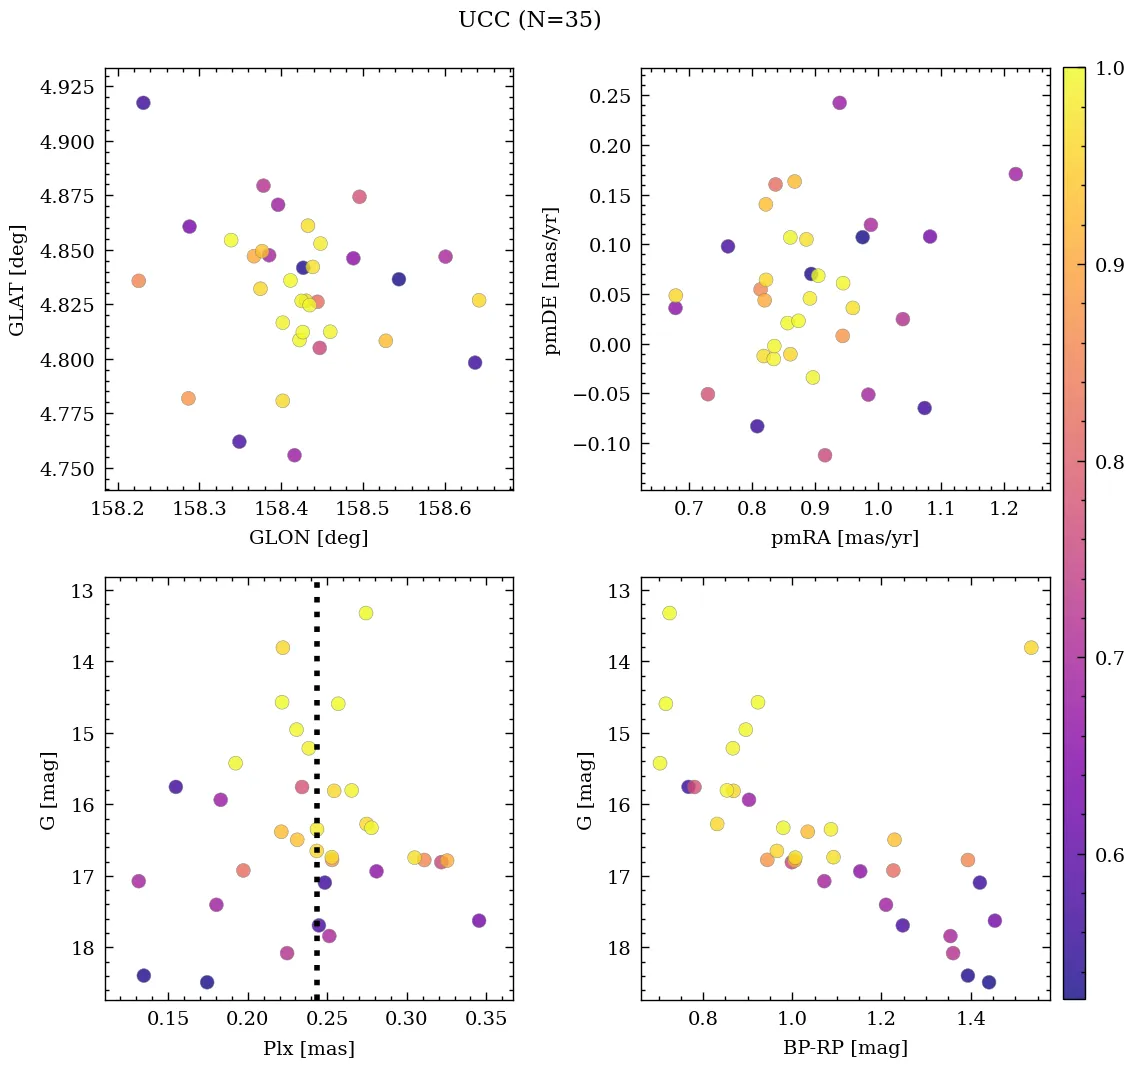 UCC (N=35)
4.925
4.900
4.875
4.850
4.825
4.800
4.775
4.750
GLAT [deg]
158.2 158.3 158.4 158.5 158.6
GLON [deg]
0.25
0.20
0.15
0.10
0.05
0.00
−0.05
−0.10
pmDE [mas/yr]
0.7 0.8 0.9 1.0 1.1 1.2
pmRA [mas/yr]
13
14
15
16
17
18
G [mag]
0.15 0.20 0.25 0.30 0.35
Plx [mas]
13
14
15
16
17
18
G [mag]
0.8 1.0 1.2 1.4
BP-RP [mag]
1.0
0.9
0.8
0.7
0.6